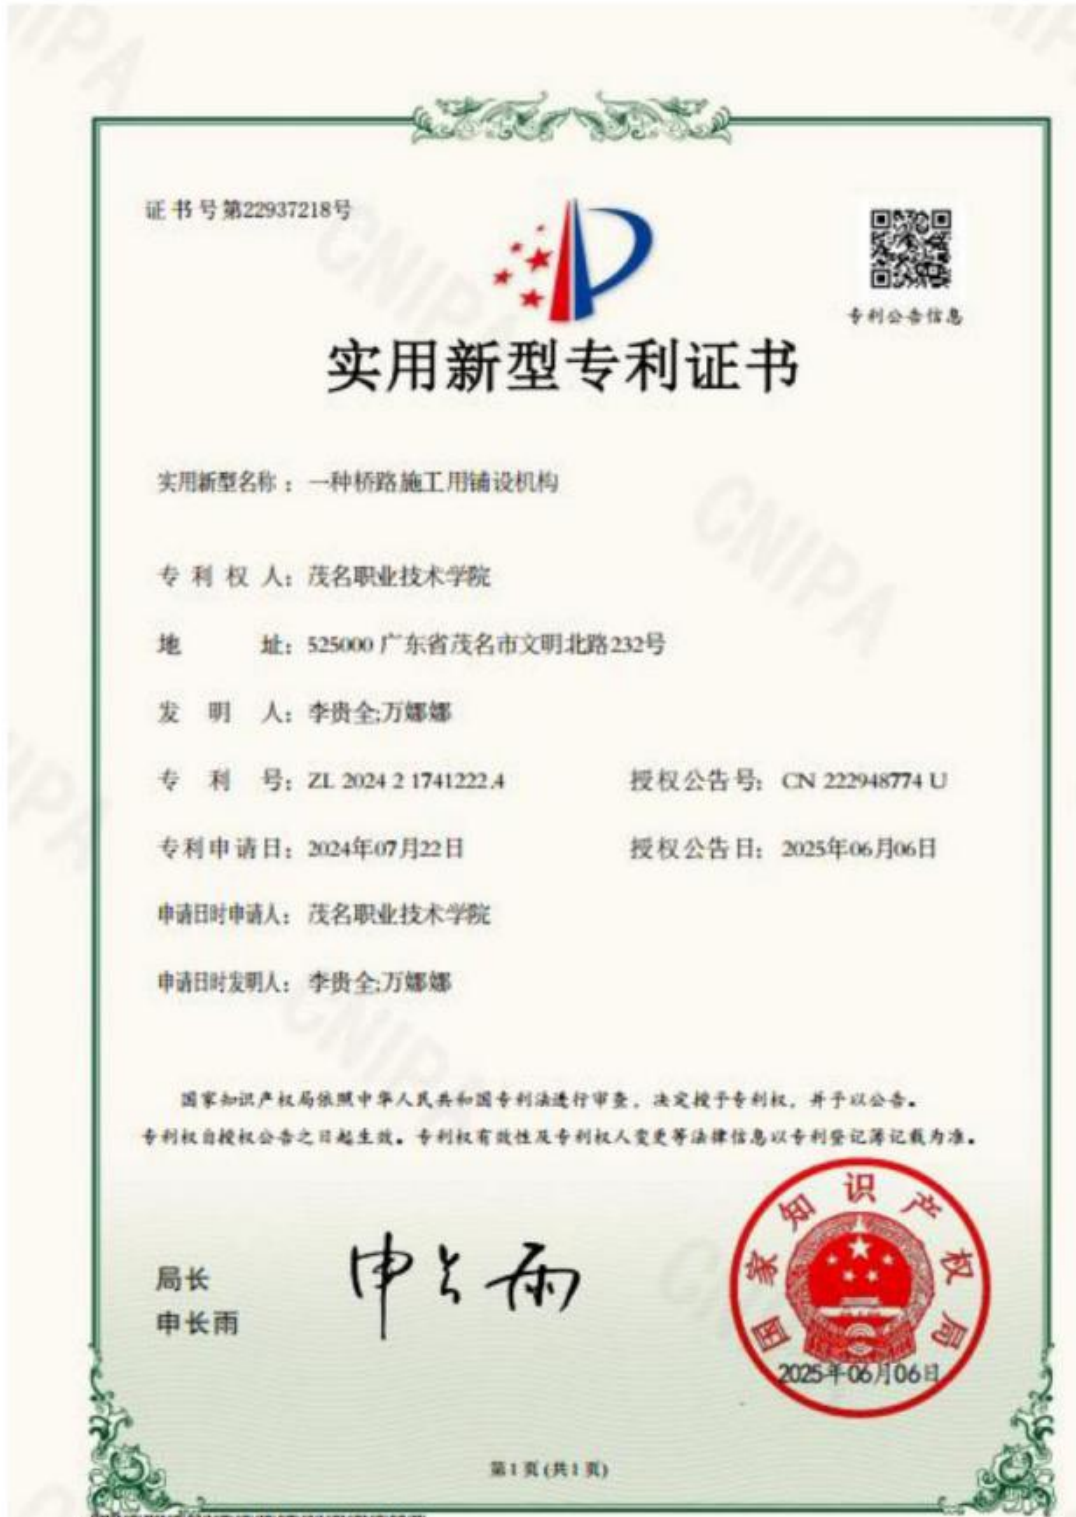 证书号第22937218号
专利公告信息
实用新型专利证书
实用新型名称：一种桥路施工用铺设机构
专利权人：茂名职业技术学院
地址：525000 广东省茂名市文明北路232号
发明人：李贵全;万娜娜
专利号：ZL 2024 2 1741222.4 授权公告号：CN 222948774 U
专利申请日：2024年07月22日 授权公告日：2025年06月06日
申请日时申请人：茂名职业技术学院
申请日时发明人：李贵全;万娜娜
国家知识产权局依照中华人民共和国专利法进行审查，决定授予专利权，并予以公告。
专利权自授权公告之日起生效。专利权有效性及专利权人变更等法律信息以专利登记簿记载为准。
局长
申长雨
申长雨
国家知识产权局
2025年06月06日
第1页(共1页)
CNIPA
CNIPA
CNIPA
CNIPA